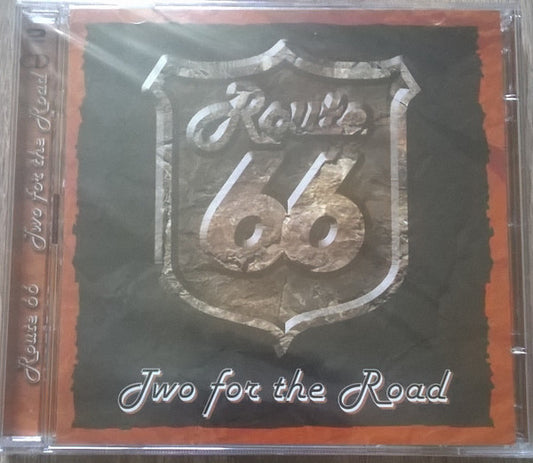 Route
66
Two for the Road
Route 66 Two for the Road